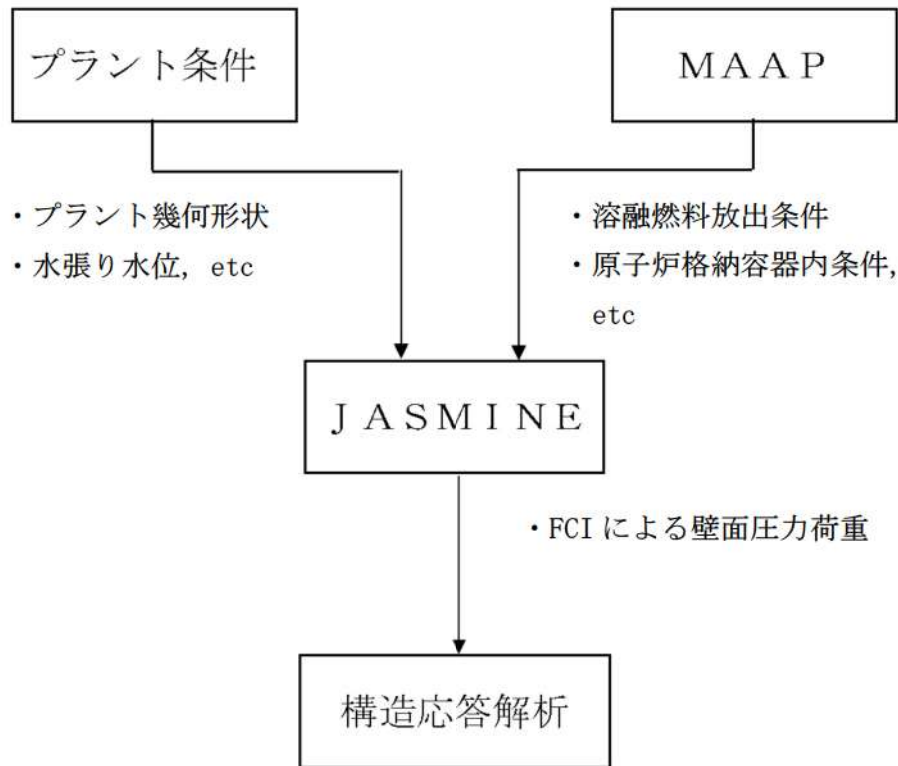 プラント条件
ＭＡＡＰ
・プラント幾何形状
・水張り水位, etc
・溶融燃料放出条件
・原子炉格納容器内条件,
etc
ＪＡＳＭＩＮＥ
・FCI による壁面圧力荷重
構造応答解析